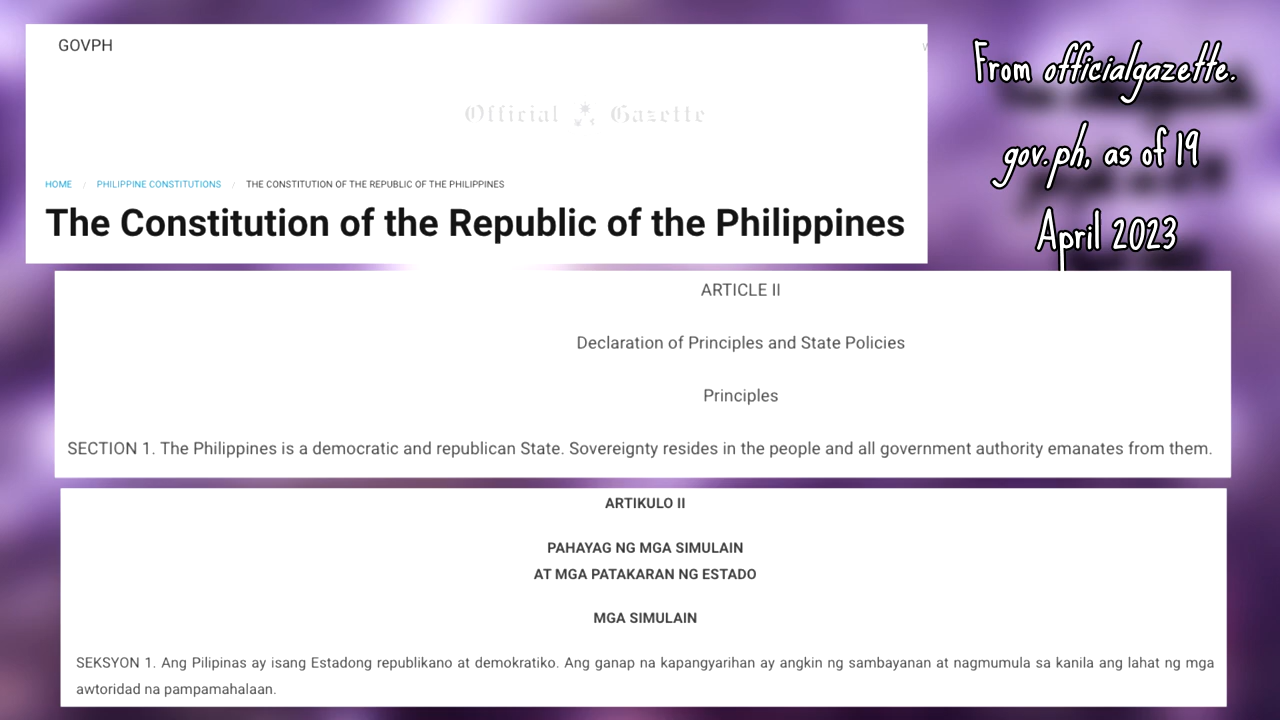 GOVPH
Official Gazette
HOME / PHILIPPINE CONSTITUTIONS / THE CONSTITUTION OF THE REPUBLIC OF THE PHILIPPINES
The Constitution of the Republic of the Philippines
From officialgazette.
gov.ph, as of 19
April 2023
ARTICLE II
Declaration of Principles and State Policies
Principles
SECTION 1. The Philippines is a democratic and republican State. Sovereignty resides in the people and all government authority emanates from them.
ARTIKULO II
PAHAYAG NG MGA SIMULAIN
AT MGA PATAKARAN NG ESTADO
MGA SIMULAIN
SEKSYON 1. Ang Pilipinas ay isang Estadong republikano at demokratiko. Ang ganap na kapangyarihan ay angkin ng sambayanan at nagmumula sa kanila ang lahat ng mga
awtoridad na pampamahalaan.